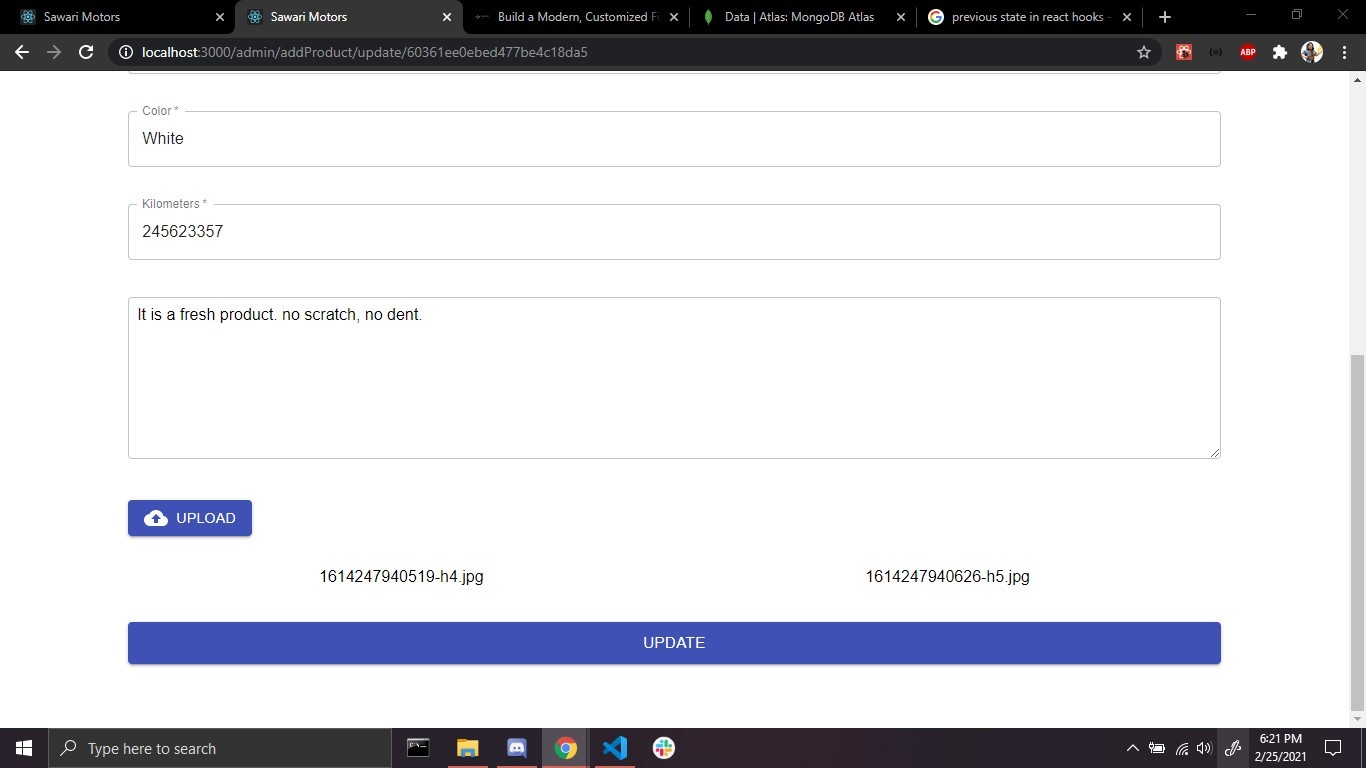 Sawari Motors
Sawari Motors
Build a Modern, Customized Fi
Data | Atlas: MongoDB Atlas
previous state in react hooks -
localhost:3000/admin/addProduct/update/60361ee0ebed477be4c18da5
ABP
Color *
White
Kilometers *
245623357
It is a fresh product. no scratch, no dent.
UPLOAD
1614247940519-h4.jpg
1614247940626-h5.jpg
UPDATE
Type here to search
6:21 PM
2/25/2021